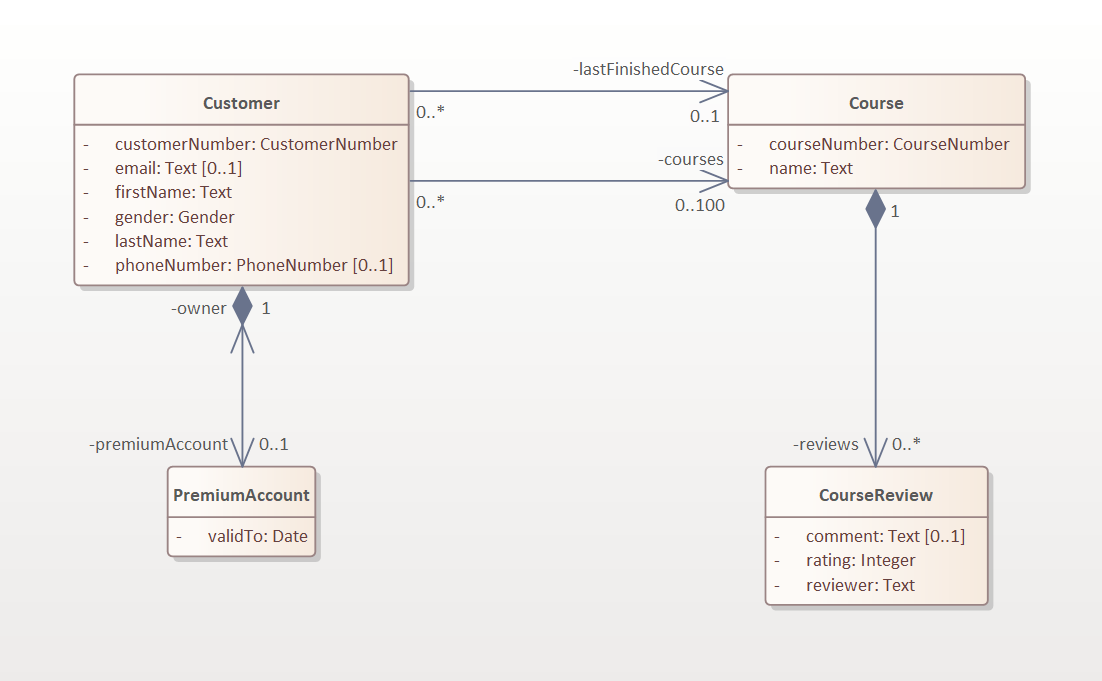 -lastFinishedCourse
Customer
Course
0..*
0..1
- customerNumber: CustomerNumber
- email: Text [0..1]
- firstName: Text
- gender: Gender
- lastName: Text
- phoneNumber: PhoneNumber [0..1]
- courseNumber: CourseNumber
- name: Text
-courses
0..*
0..100
1
-owner
1
-premiumAccount
0..1
-reviews
0..*
PremiumAccount
- validTo: Date
CourseReview
- comment: Text [0..1]
- rating: Integer
- reviewer: Text